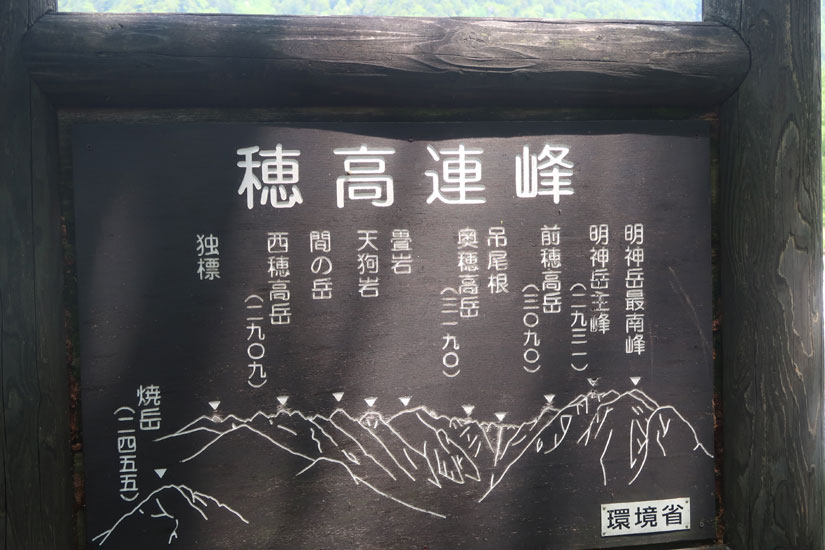 穂高連峰
明神岳最南峰
明神岳主峰
(二九三一)
前穂高岳
(三〇九〇)
吊尾根
奥穂高岳
(三一九〇)
畳岩
天狗岩
間の岳
西穂高岳
(二九〇九)
独標
焼岳
(二四五五)
環境省